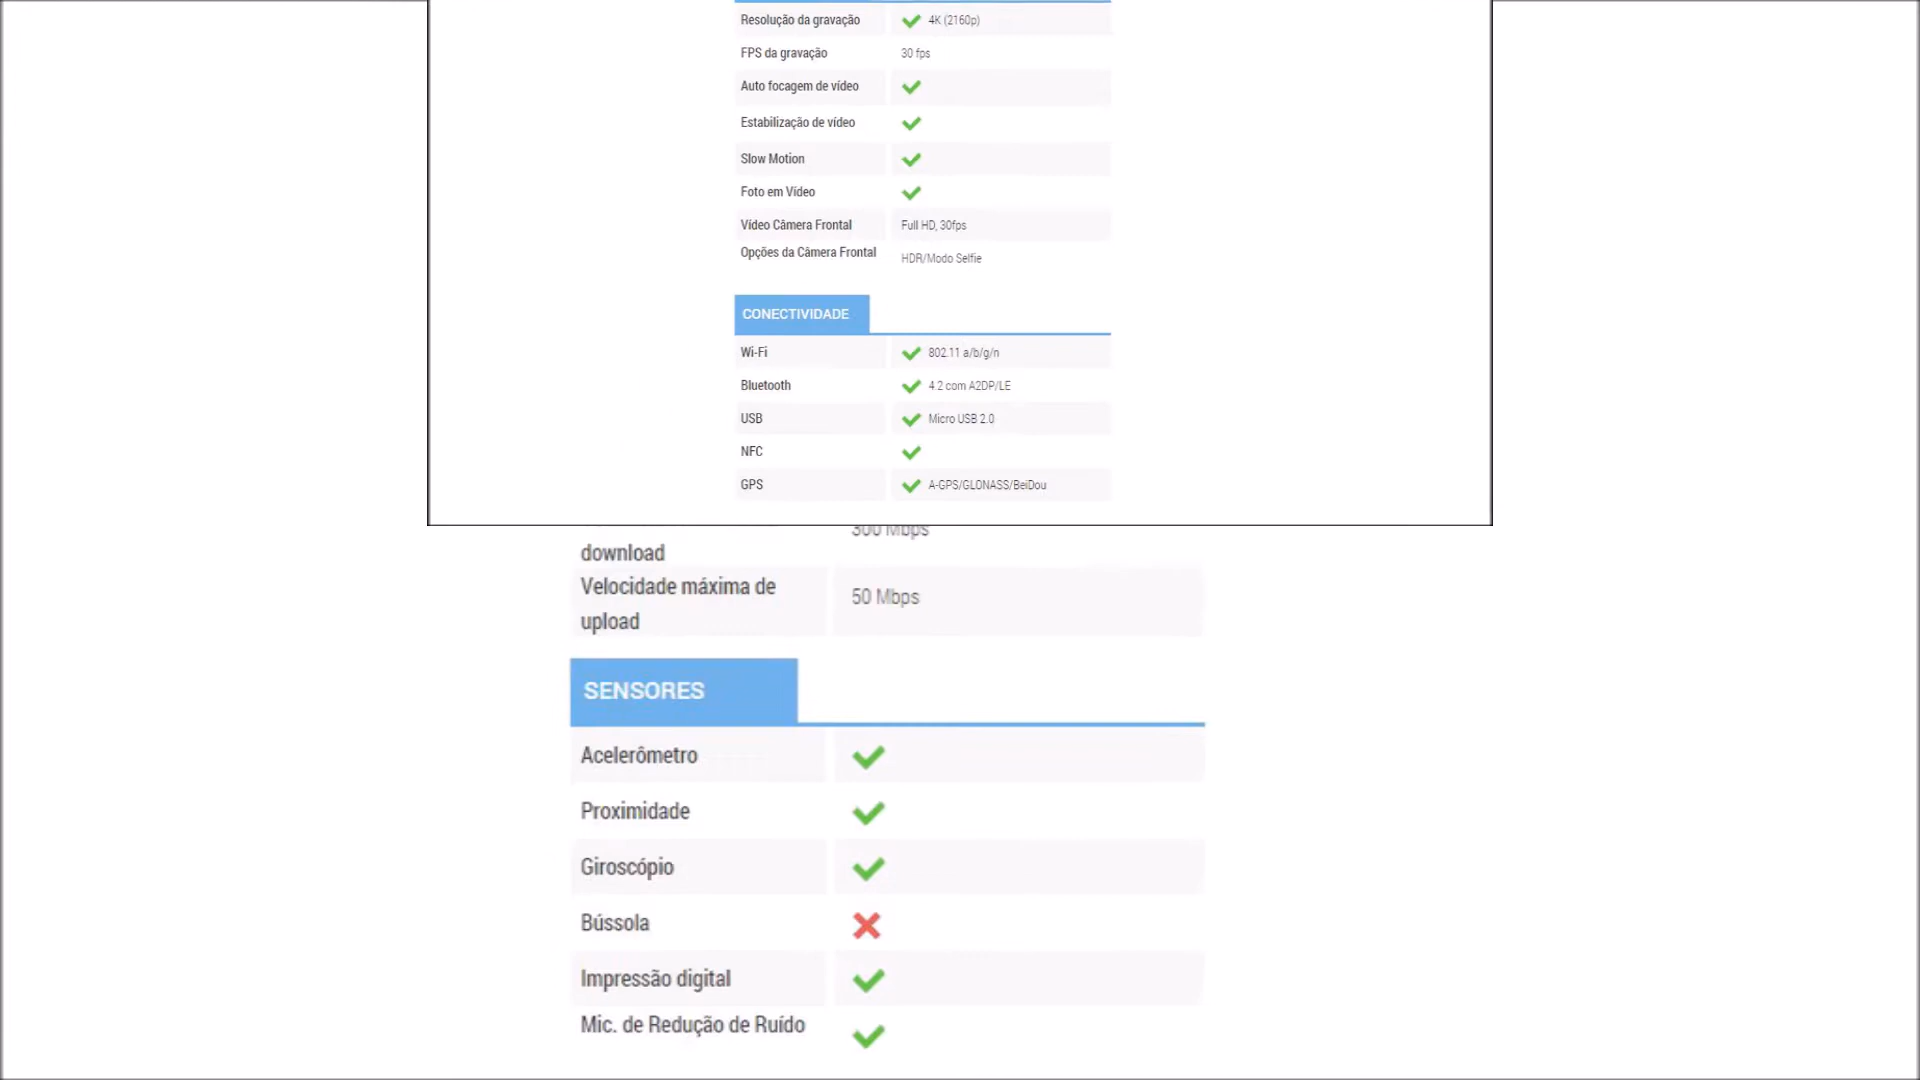 Resolução da gravação 4K (2160p)
FPS da gravação 30 fps
Auto focagem de vídeo
Estabilização de vídeo
Slow Motion
Foto em Vídeo
Vídeo Câmera Frontal Full HD, 30fps
Opções da Câmera Frontal HDR/Modo Selfie
CONECTIVIDADE
Wi-Fi 802.11 a/b/g/n
Bluetooth 4.2 com A2DP/LE
USB Micro USB 2.0
NFC
GPS A-GPS/GLONASS/BeiDou
300 Mbps
download
Velocidade máxima de
upload
50 Mbps
SENSORES
Acelerômetro
Proximidade
Giroscópio
Bússola
Impressão digital
Mic. de Redução de Ruído